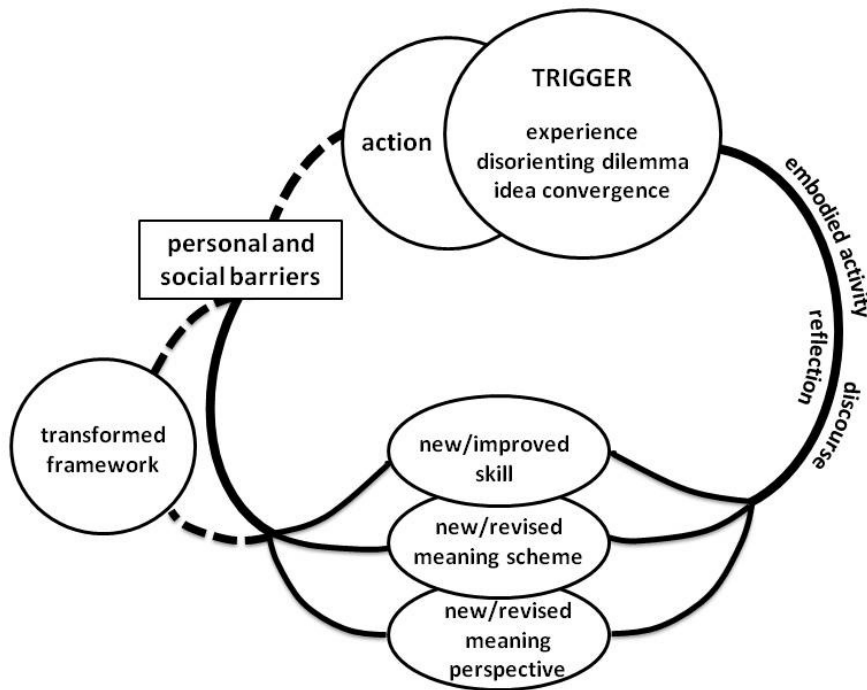 TRIGGER
experience
disorienting dilemma
idea convergence
action
embodied activity
reflection
discourse
personal and
social barriers
transformed
framework
new/improved
skill
new/revised
meaning scheme
new/revised
meaning
perspective